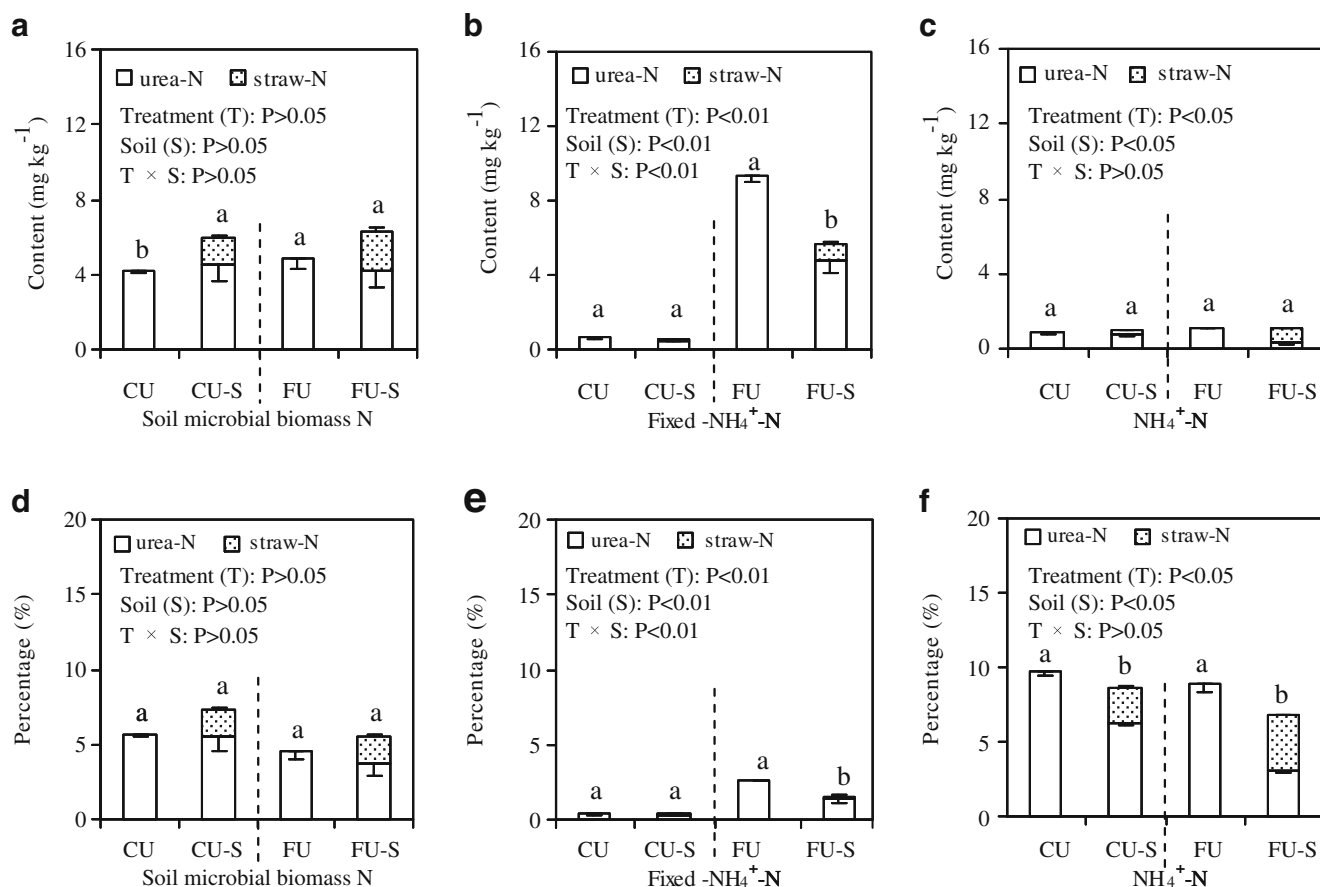 a
16
12
8
4
0
Content (mg kg⁻¹)
urea-N straw-N
Treatment (T): P>0.05
Soil (S): P>0.05
T × S: P>0.05
b a a a
CU CU-S FU FU-S
Soil microbial biomass N
b
16
12
8
4
0
Content (mg kg⁻¹)
urea-N straw-N
Treatment (T): P<0.01
Soil (S): P<0.01
T × S: P<0.01
a a a b
CU CU-S FU FU-S
Fixed -NH₄⁺-N
c
16
12
8
4
0
Content (mg kg⁻¹)
urea-N straw-N
Treatment (T): P<0.05
Soil (S): P<0.05
T × S: P>0.05
a a a a
CU CU-S FU FU-S
NH₄⁺-N
d
20
15
10
5
0
Percentage (%)
urea-N straw-N
Treatment (T): P>0.05
Soil (S): P>0.05
T × S: P>0.05
a a a a
CU CU-S FU FU-S
Soil microbial biomass N
e
20
15
10
5
0
Percentage (%)
urea-N straw-N
Treatment (T): P<0.01
Soil (S): P<0.01
T × S: P<0.01
a a a b
CU CU-S FU FU-S
Fixed -NH₄⁺-N
f
20
15
10
5
0
Percentage (%)
urea-N straw-N
Treatment (T): P<0.05
Soil (S): P<0.05
T × S: P>0.05
a b a b
CU CU-S FU FU-S
NH₄⁺-N